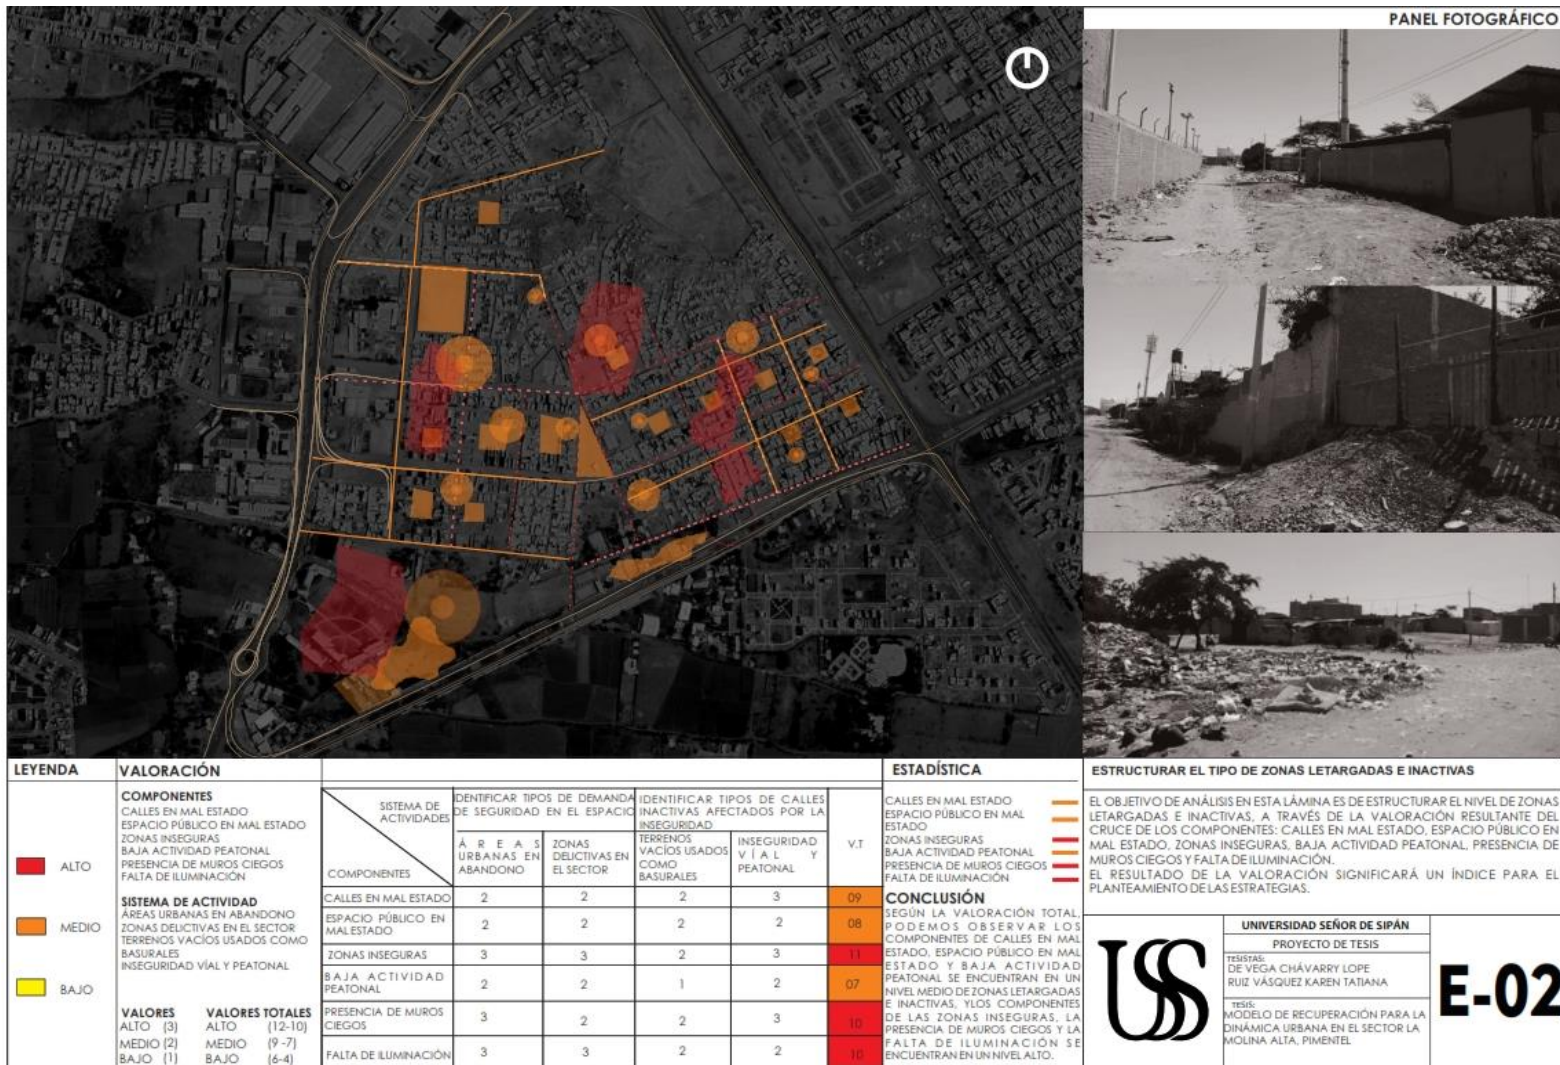 PANEL FOTOGRÁFICO
LEYENDA
ALTO
MEDIO
BAJO
VALORACIÓN
COMPONENTES
CALLES EN MAL ESTADO
ESPACIO PÚBLICO EN MAL ESTADO
ZONAS INSEGURAS
BAJA ACTIVIDAD PEATONAL
PRESENCIA DE MUROS CIEGOS
FALTA DE ILUMINACIÓN
SISTEMA DE ACTIVIDAD
ÁREAS URBANAS EN ABANDONO
ZONAS DELICTIVAS EN EL SECTOR
TERRENOS VACÍOS USADOS COMO
BASURALES
INSEGURIDAD VÍAL Y PEATONAL
VALORES VALORES TOTALES
ALTO (3) ALTO (12-10)
MEDIO (2) MEDIO (9 -7)
BAJO (1) BAJO (6-4)
SISTEMA DE
ACTIVIDADES
COMPONENTES
IDENTIFICAR TIPOS DE DEMANDA
DE SEGURIDAD EN EL ESPACIO
IDENTIFICAR TIPOS DE CALLES
INACTIVAS AFECTADOS POR LA
INSEGURIDAD
Á R E A S
URBANAS EN
ABANDONO
ZONAS
DELICTIVAS EN
EL SECTOR
TERRENOS
VACÍOS USADOS
COMO
BASURALES
INSEGURIDAD
V Í A L Y
PEATONAL
V.T
CALLES EN MAL ESTADO 2 2 2 3 09
ESPACIO PÚBLICO EN
MAL ESTADO 2 2 2 2 08
ZONAS INSEGURAS 3 3 2 3 11
BAJA ACTIVIDAD
PEATONAL 2 2 1 2 07
PRESENCIA DE MUROS
CIEGOS 3 2 2 3 10
FALTA DE ILUMINACIÓN 3 3 2 2 10
ESTADÍSTICA
CALLES EN MAL ESTADO
ESPACIO PÚBLICO EN MAL
ESTADO
ZONAS INSEGURAS
BAJA ACTIVIDAD PEATONAL
PRESENCIA DE MUROS CIEGOS
FALTA DE ILUMINACIÓN
CONCLUSIÓN
SEGÚN LA VALORACIÓN TOTAL,
PODEMOS OBSERVAR LOS
COMPONENTES DE CALLES EN MAL
ESTADO, ESPACIO PÚBLICO EN MAL
ESTADO Y BAJA ACTIVIDAD
PEATONAL SE ENCUENTRAN EN UN
NIVEL MEDIO DE ZONAS LETARGADAS
E INACTIVAS, YLOS COMPONENTES
DE LAS ZONAS INSEGURAS, LA
PRESENCIA DE MUROS CIEGOS Y LA
FALTA DE ILUMINACIÓN SE
ENCUENTRAN EN UN NIVEL ALTO.
ESTRUCTURAR EL TIPO DE ZONAS LETARGADAS E INACTIVAS
EL OBJETIVO DE ANÁLISIS EN ESTA LÁMINA ES DE ESTRUCTURAR EL NIVEL DE ZONAS
LETARGADAS E INACTIVAS, A TRAVÉS DE LA VALORACIÓN RESULTANTE DEL
CRUCE DE LOS COMPONENTES: CALLES EN MAL ESTADO, ESPACIO PÚBLICO EN
MAL ESTADO, ZONAS INSEGURAS, BAJA ACTIVIDAD PEATONAL, PRESENCIA DE
MUROS CIEGOS Y FALTA DE ILUMINACIÓN.
EL RESULTADO DE LA VALORACIÓN SIGNIFICARÁ UN ÍNDICE PARA EL
PLANTEAMIENTO DE LAS ESTRATEGIAS.
USS
UNIVERSIDAD SEÑOR DE SIPÁN
PROYECTO DE TESIS
TESISTAS:
DE VEGA CHÁVARRY LOPE
RUIZ VÁSQUEZ KAREN TATIANA
TESIS:
MODELO DE RECUPERACIÓN PARA LA
DINÁMICA URBANA EN EL SECTOR LA
MOLINA ALTA, PIMENTEL
E-02